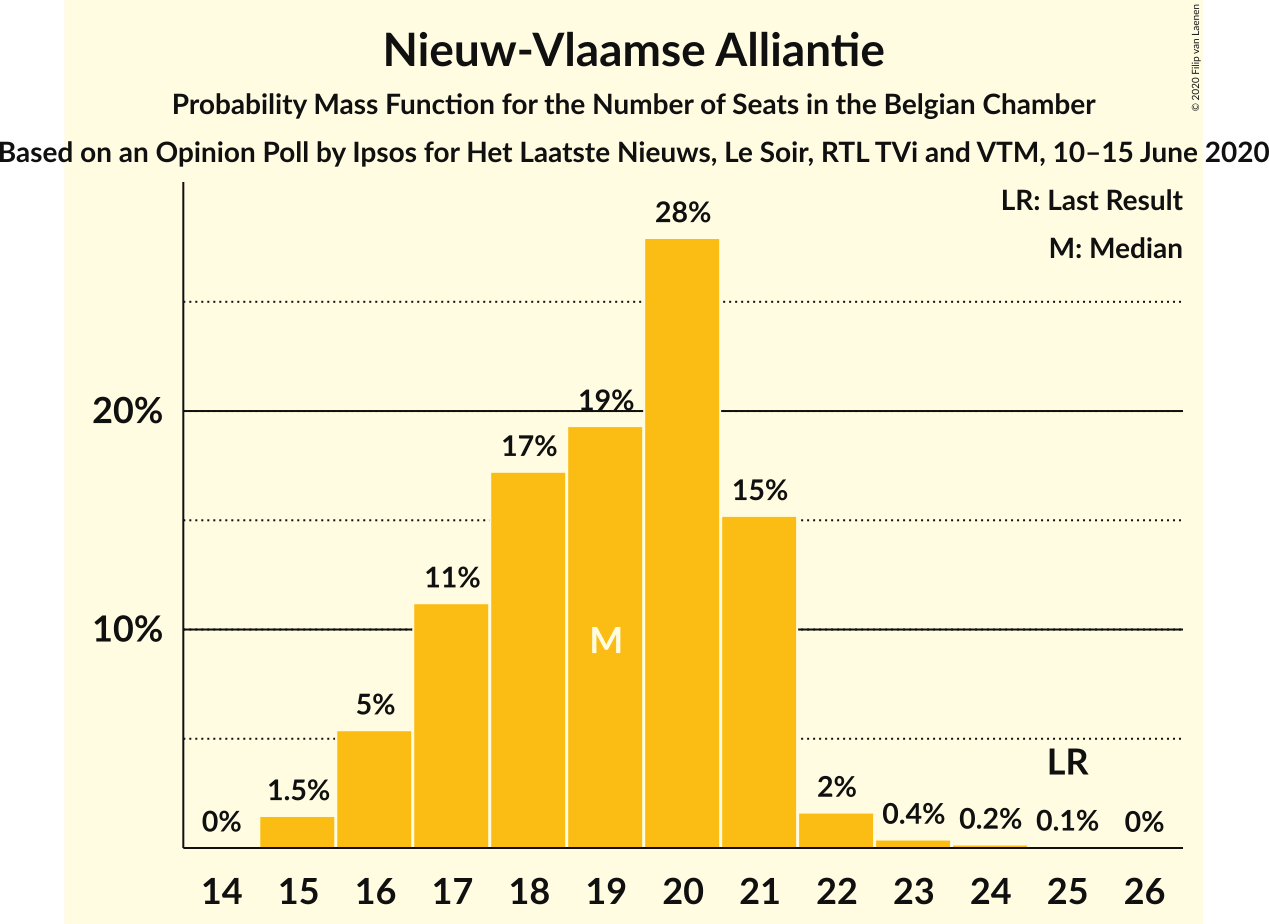 Nieuw-Vlaamse Alliantie
© 2020 Filip van Laenen
Probability Mass Function for the Number of Seats in the Belgian Chamber
Based on an Opinion Poll by Ipsos for Het Laatste Nieuws, Le Soir, RTL TVi and VTM, 10–15 June 2020
LR: Last Result
M: Median
28%
20%
19%
17%
15%
11%
10%
M
5%
LR
1.5%
2%
0%
0.4%
0.2%
0.1%
0%
14 15 16 17 18 19 20 21 22 23 24 25 26